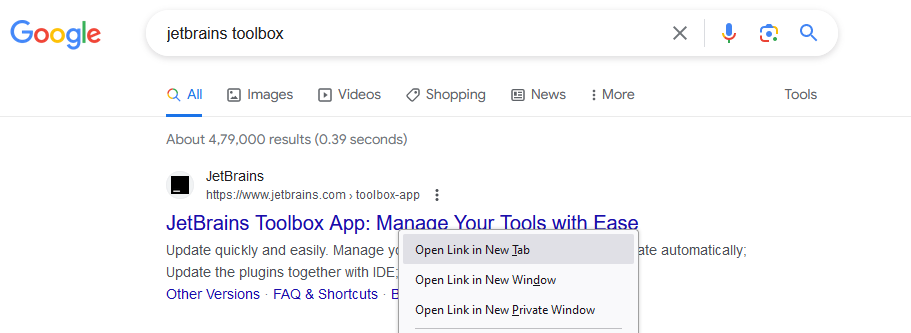 Google
jetbrains toolbox
All Images Videos Shopping News More Tools
About 4,79,000 results (0.39 seconds)
JetBrains
https://www.jetbrains.com › toolbox-app
JetBrains Toolbox App: Manage Your Tools with Ease
Update quickly and easily. Manage yo
ate automatically;
Update the plugins together with IDE;
Other Versions · FAQ & Shortcuts · B
Open Link in New Tab
Open Link in New Window
Open Link in New Private Window